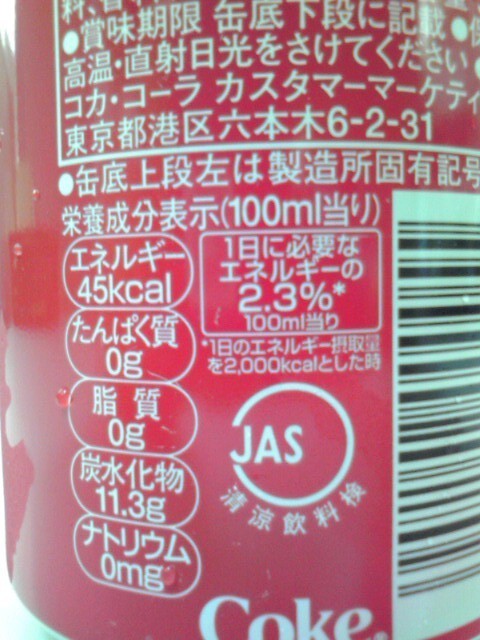 ●賞味期限 缶底下段に記載●
高温・直射日光をさけてください
コカ・コーラ カスタマーマーケティ
東京都港区六本木6-2-31
●缶底上段左は製造所固有記号
栄養成分表示(100ml当り)
エネルギー
45kcal
たんぱく質
0g
脂質
0g
炭水化物
11.3g
ナトリウム
0mg
1日に必要な
エネルギーの
2.3%*
100ml当り
*1日のエネルギー摂取量
を2,000kcalとした時
JAS
清涼飲料検
Coke®